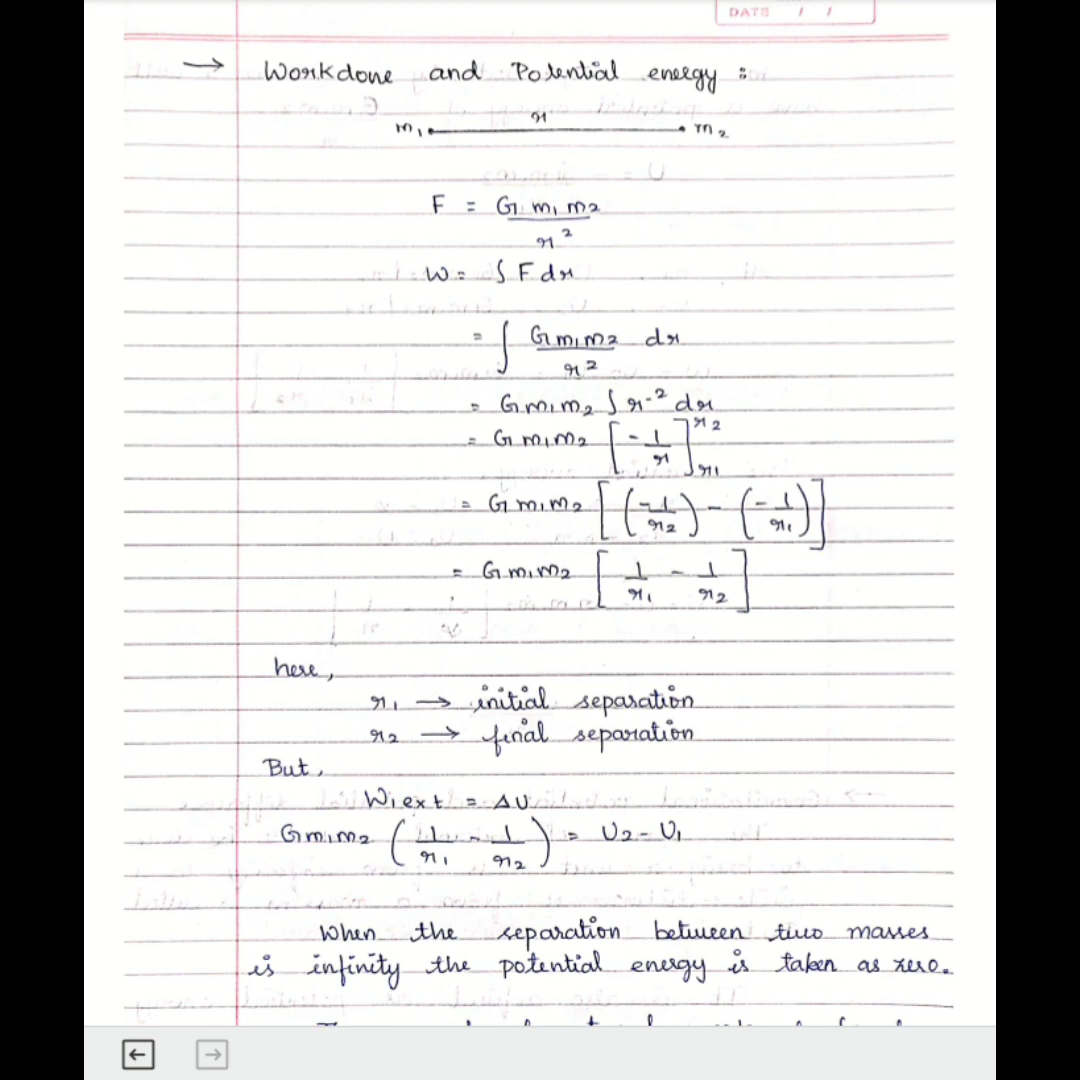 DATE / /
→ Workdone and Potential energy :
m₁ r m₂
F = G m₁ m₂ / r²
W = ∫ F dr
= ∫ G m₁ m₂ / r² dr
= G m₁ m₂ ∫ r⁻² dr
= G m₁ m₂ [ - 1 / r ] r₂ r₁
= G m₁ m₂ [ ( -1 / r₂ ) - ( - 1 / r₁ ) ]
= G m₁ m₂ [ 1 / r₁ - 1 / r₂ ]
here,
r₁ → initial separation
r₂ → final separation
But,
W, ext = ΔU
G m₁ m₂ ( 1 / r₁ - 1 / r₂ ) = U₂ - U₁
When the separation between two masses
is infinity the potential energy is taken as zero.